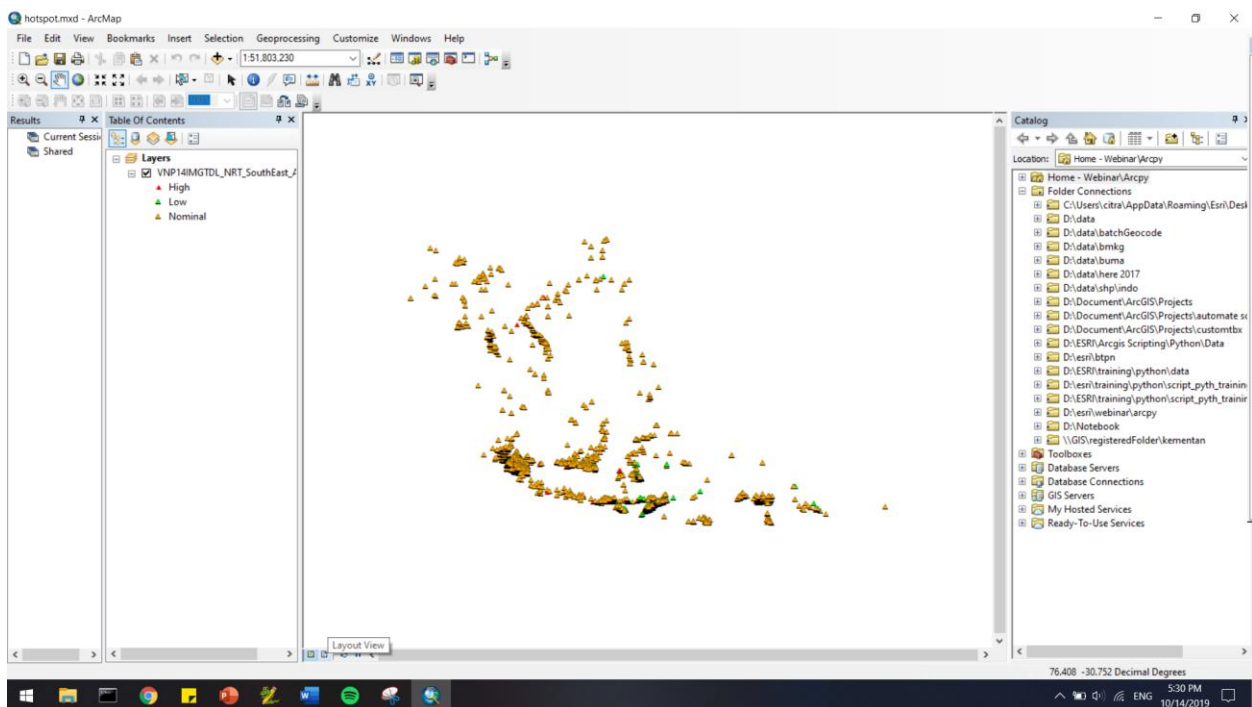 hotspot.mxd - ArcMap
File Edit View Bookmarks Insert Selection Geoprocessing Customize Windows Help
1:51,803,230
Results
Current Sessi
Shared
Table Of Contents
Layers
VNP14IMGTDL_NRT_SouthEast_A
High
Low
Nominal
Layout View
Catalog
Location: Home - Webinar\Arcpy
Home - Webinar\Arcpy
Folder Connections
C:\Users\citra\AppData\Roaming\Esri\Desk
D:\data
D:\data\batchGeocode
D:\data\bmkg
D:\data\buma
D:\data\here 2017
D:\data\shp\indo
D:\Document\ArcGIS\Projects
D:\Document\ArcGIS\Projects\automate sc
D:\Document\ArcGIS\Projects\customtbx
D:\ESRI\Arcgis Scripting\Python\Data
D:\esri\btpn
D:\ESRI\training\python\data
D:\esri\training\python\script_pyth_trainin
D:\ESRI\training\python\script_pyth_trainir
D:\esri\webinar\arcpy
D:\Notebook
\\GIS\registeredFolder\kementan
Toolboxes
Database Servers
Database Connections
GIS Servers
My Hosted Services
Ready-To-Use Services
76.408 -30.752 Decimal Degrees
ENG
5:30 PM
10/14/2019